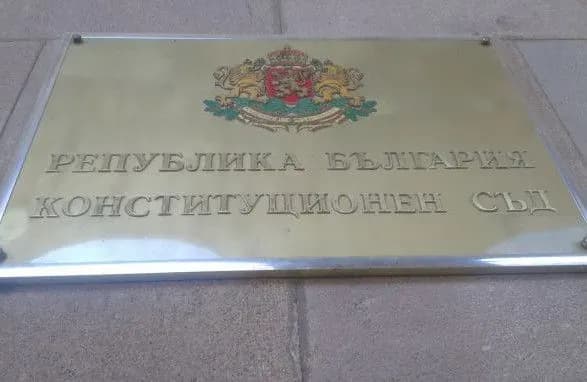 РЕПУБЛИКА БЪЛГАРИЯ
КОНСТИТУЦИОНЕН СЪД